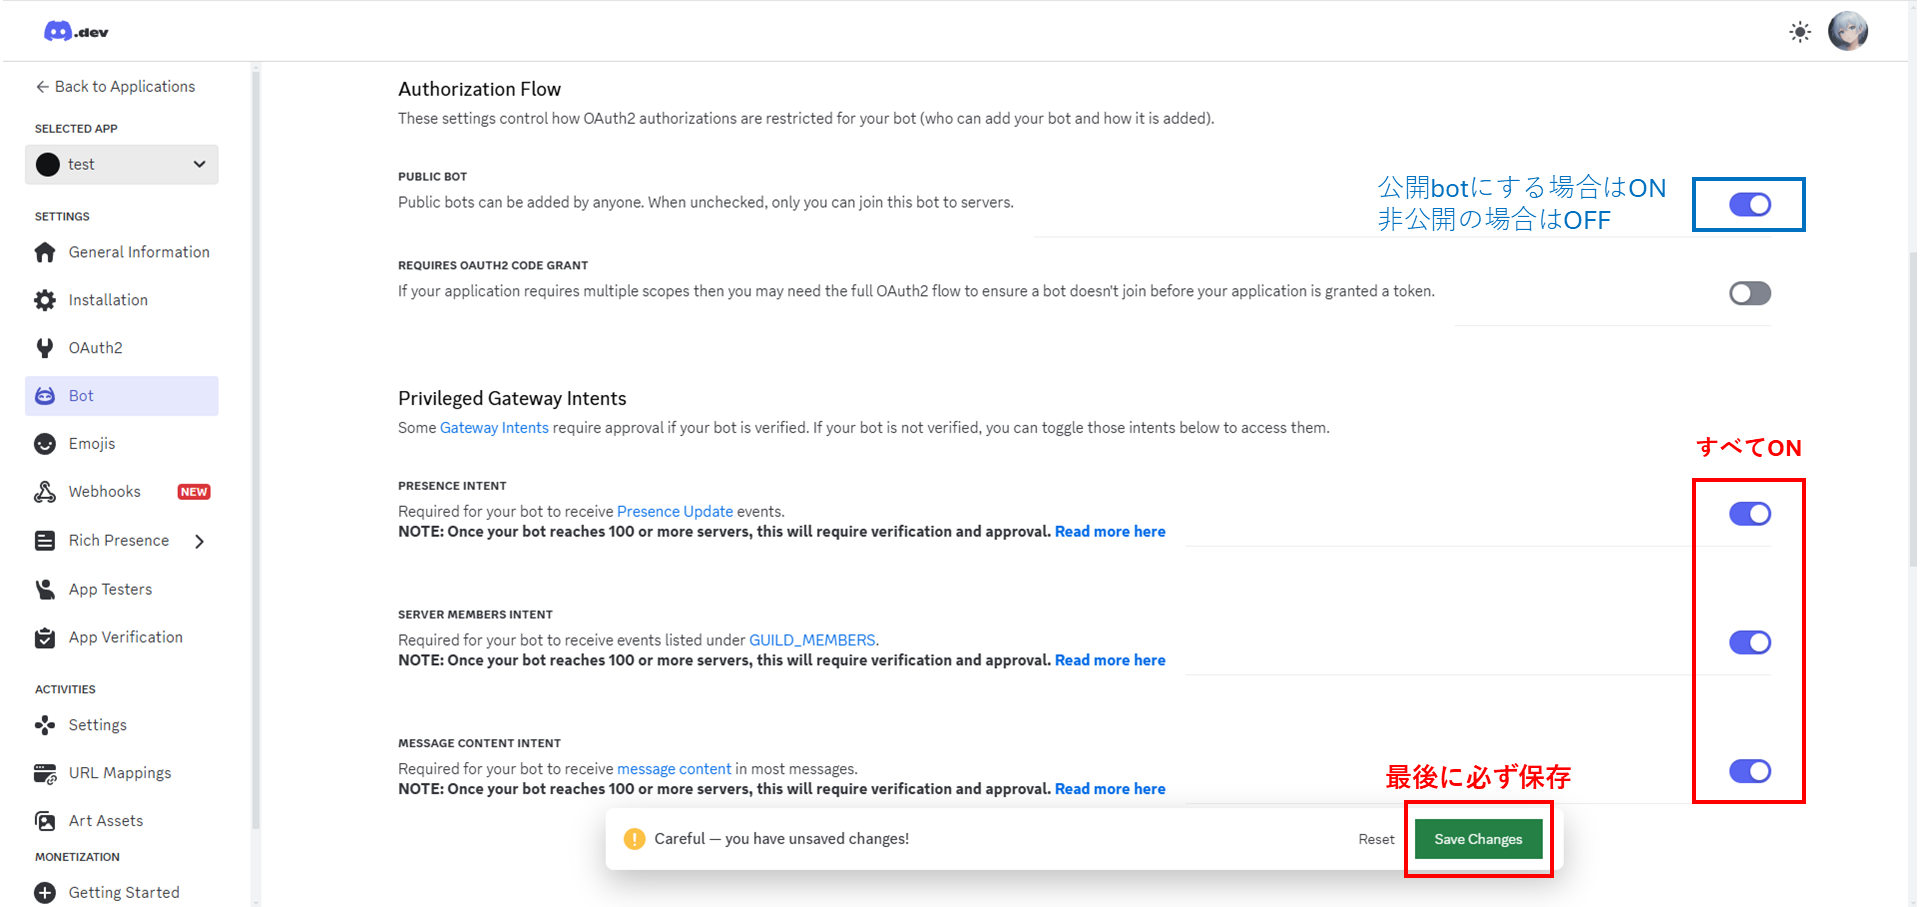 .dev
Back to Applications
SELECTED APP
test
SETTINGS
General Information
Installation
OAuth2
Bot
Emojis
Webhooks NEW
Rich Presence
App Testers
App Verification
ACTIVITIES
Settings
URL Mappings
Art Assets
MONETIZATION
Getting Started
Authorization Flow
These settings control how OAuth2 authorizations are restricted for your bot (who can add your bot and how it is added).
PUBLIC BOT
Public bots can be added by anyone. When unchecked, only you can join this bot to servers.
公開botにする場合はON
非公開の場合はOFF
REQUIRES OAUTH2 CODE GRANT
If your application requires multiple scopes then you may need the full OAuth2 flow to ensure a bot doesn't join before your application is granted a token.
Privileged Gateway Intents
Some Gateway Intents require approval if your bot is verified. If your bot is not verified, you can toggle those intents below to access them.
すべてON
PRESENCE INTENT
Required for your bot to receive Presence Update events.
NOTE: Once your bot reaches 100 or more servers, this will require verification and approval. Read more here
SERVER MEMBERS INTENT
Required for your bot to receive events listed under GUILD_MEMBERS.
NOTE: Once your bot reaches 100 or more servers, this will require verification and approval. Read more here
MESSAGE CONTENT INTENT
Required for your bot to receive message content in most messages.
NOTE: Once your bot reaches 100 or more servers, this will require verification and approval. Read more here
最後に必ず保存
Careful — you have unsaved changes!
Reset
Save Changes